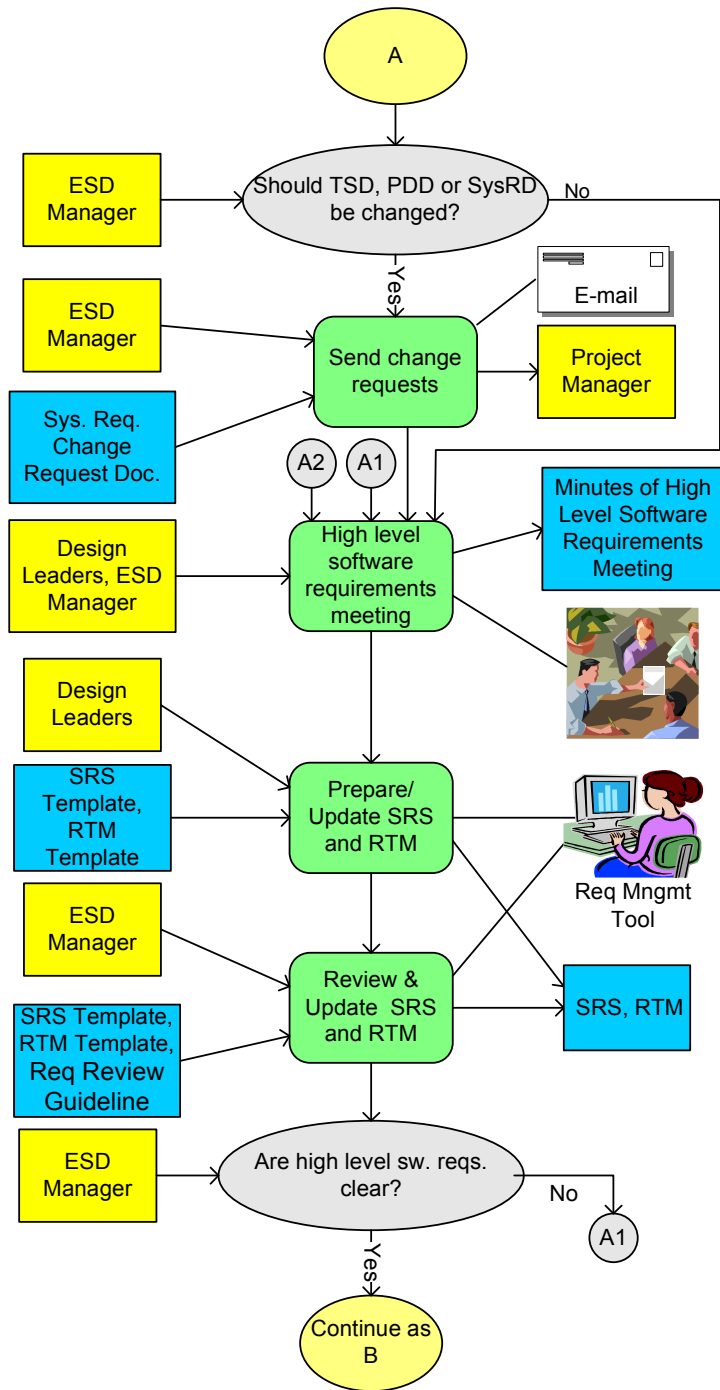 A
ESD
Manager
Should TSD, PDD or SysRD
be changed?
No
Yes
E-mail
ESD
Manager
Send change
requests
Project
Manager
Sys. Req.
Change
Request Doc.
A2
A1
Minutes of High
Level Software
Requirements
Meeting
Design
Leaders, ESD
Manager
High level
software
requirements
meeting
Design
Leaders
SRS
Template,
RTM
Template
Prepare/
Update SRS
and RTM
Req Mngmt
Tool
ESD
Manager
Review &
Update SRS
and RTM
SRS, RTM
SRS Template,
RTM Template,
Req Review
Guideline
ESD
Manager
Are high level sw. reqs.
clear?
No
A1
Yes
Continue as
B